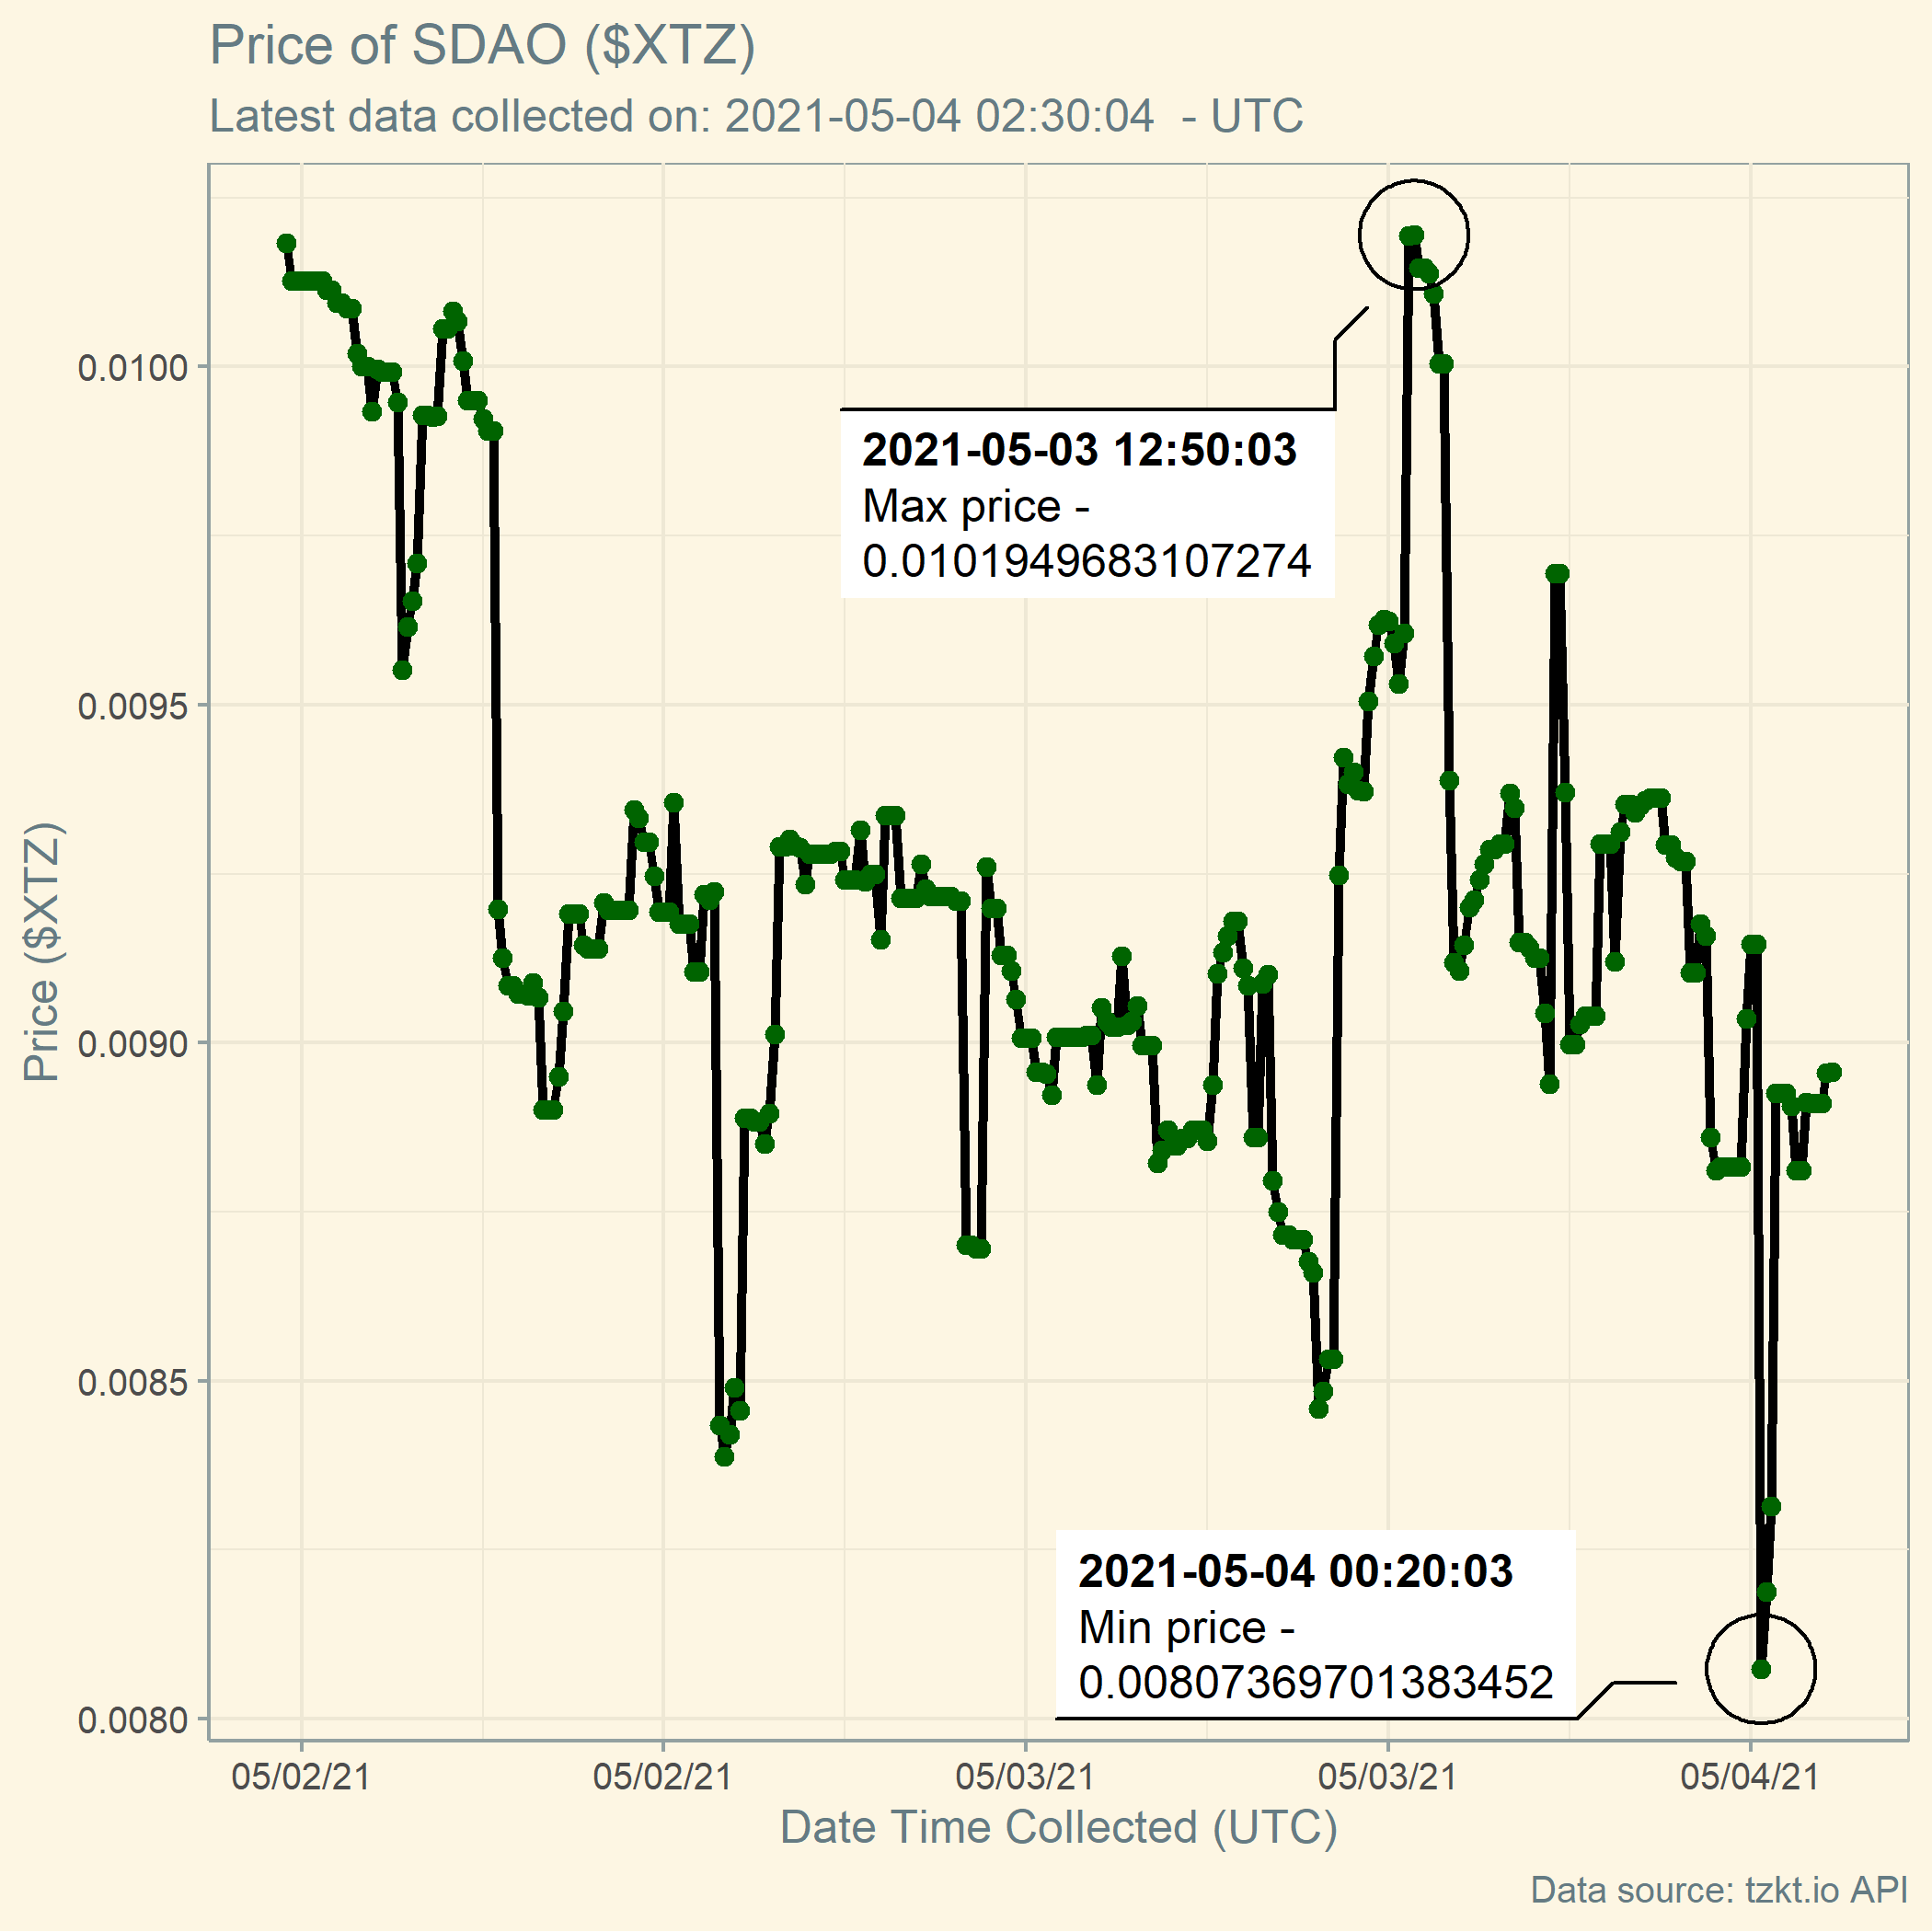 Price of SDAO ($XTZ)
Latest data collected on: 2021-05-04 02:30:04  - UTC
Price ($XTZ)
0.0100
0.0095
0.0090
0.0085
0.0080
2021-05-03 12:50:03
Max price -
0.0101949683107274
2021-05-04 00:20:03
Min price -
0.00807369701383452
05/02/21
05/02/21
05/03/21
05/03/21
05/04/21
Date Time Collected (UTC)
Data source: tzkt.io API